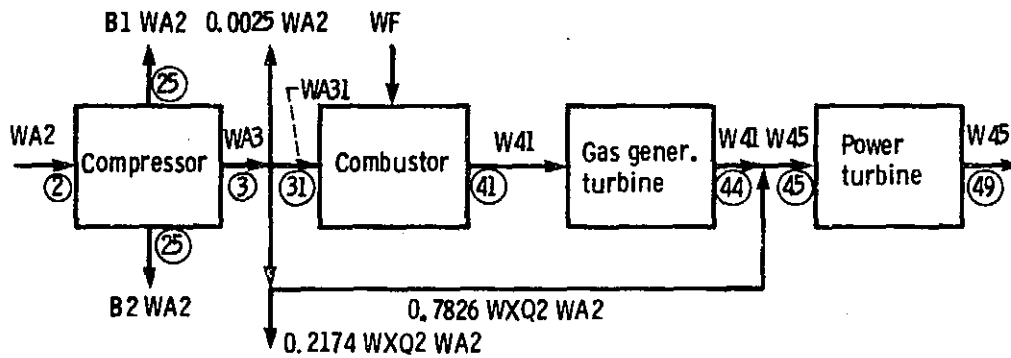 B1 WA2 0.0025 WA2 WF
25 WA31
WA2 WA3 W41 W41 W45 W45
Compressor Combustor Gas gener. turbine Power turbine
2 3 31 41 44 45 49
25
B2 WA2
0.7826 WXQ2 WA2
0.2174 WXQ2 WA2